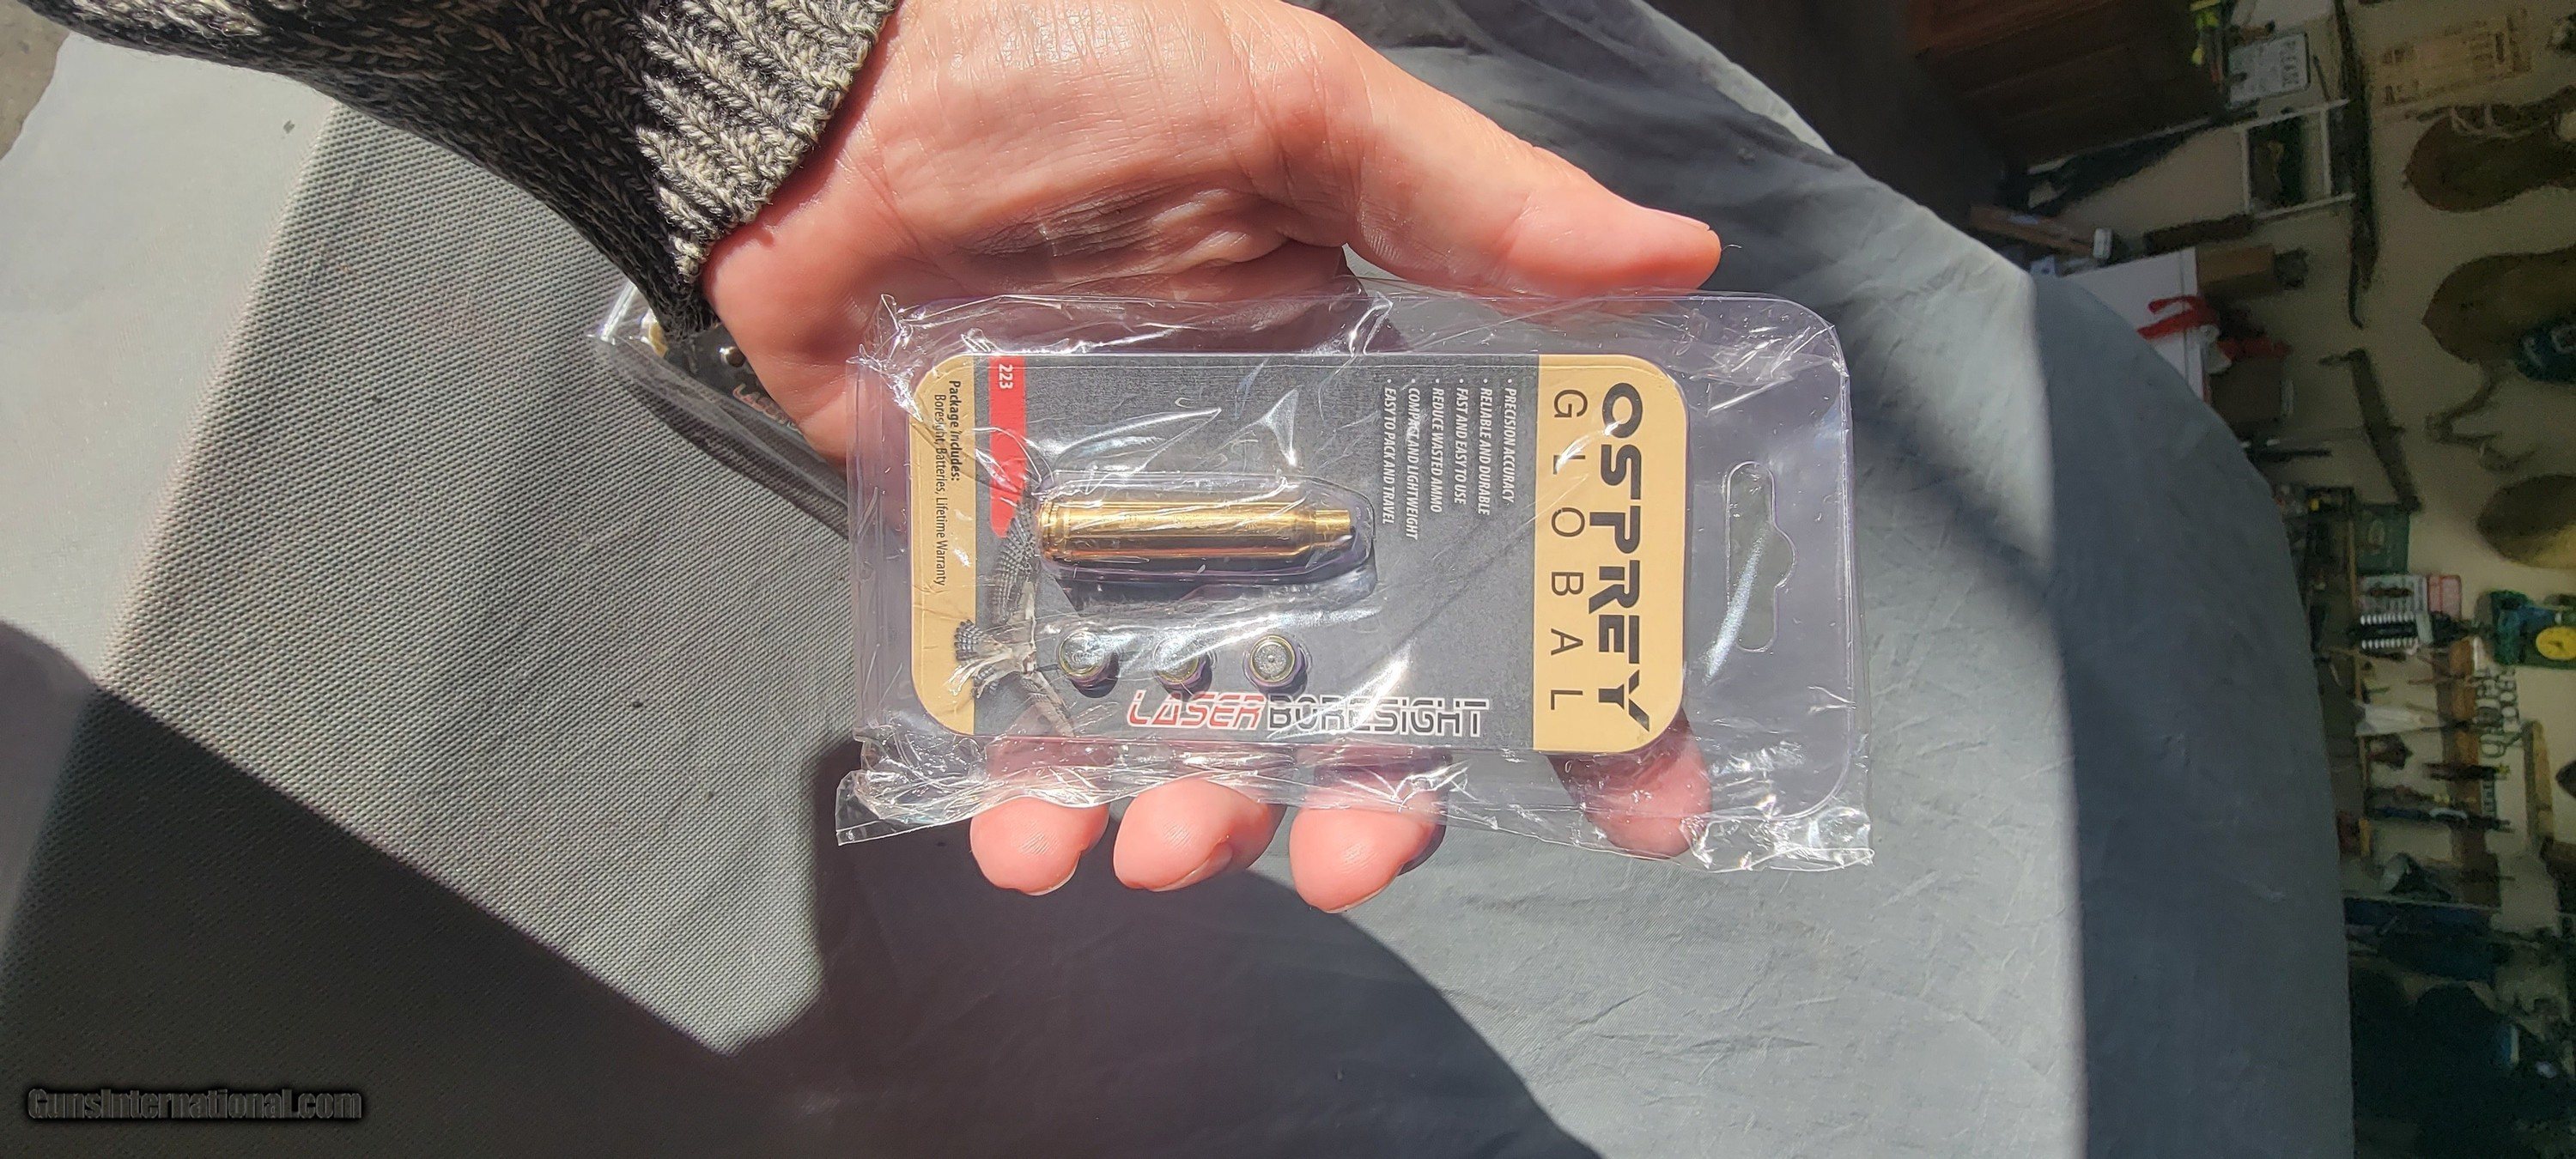 OSPREY
GLOBAL
• PRECISION ACCURACY
• RELIABLE AND DURABLE
• FAST AND EASY TO USE
• REDUCE WASTED AMMO
• COMPACT AND LIGHTWEIGHT
• EASY TO PACK AND TRAVEL
LASER BORESIGHT
223
Package Includes:
Boresight, Batteries, Lifetime Warranty
GunsInternational.com